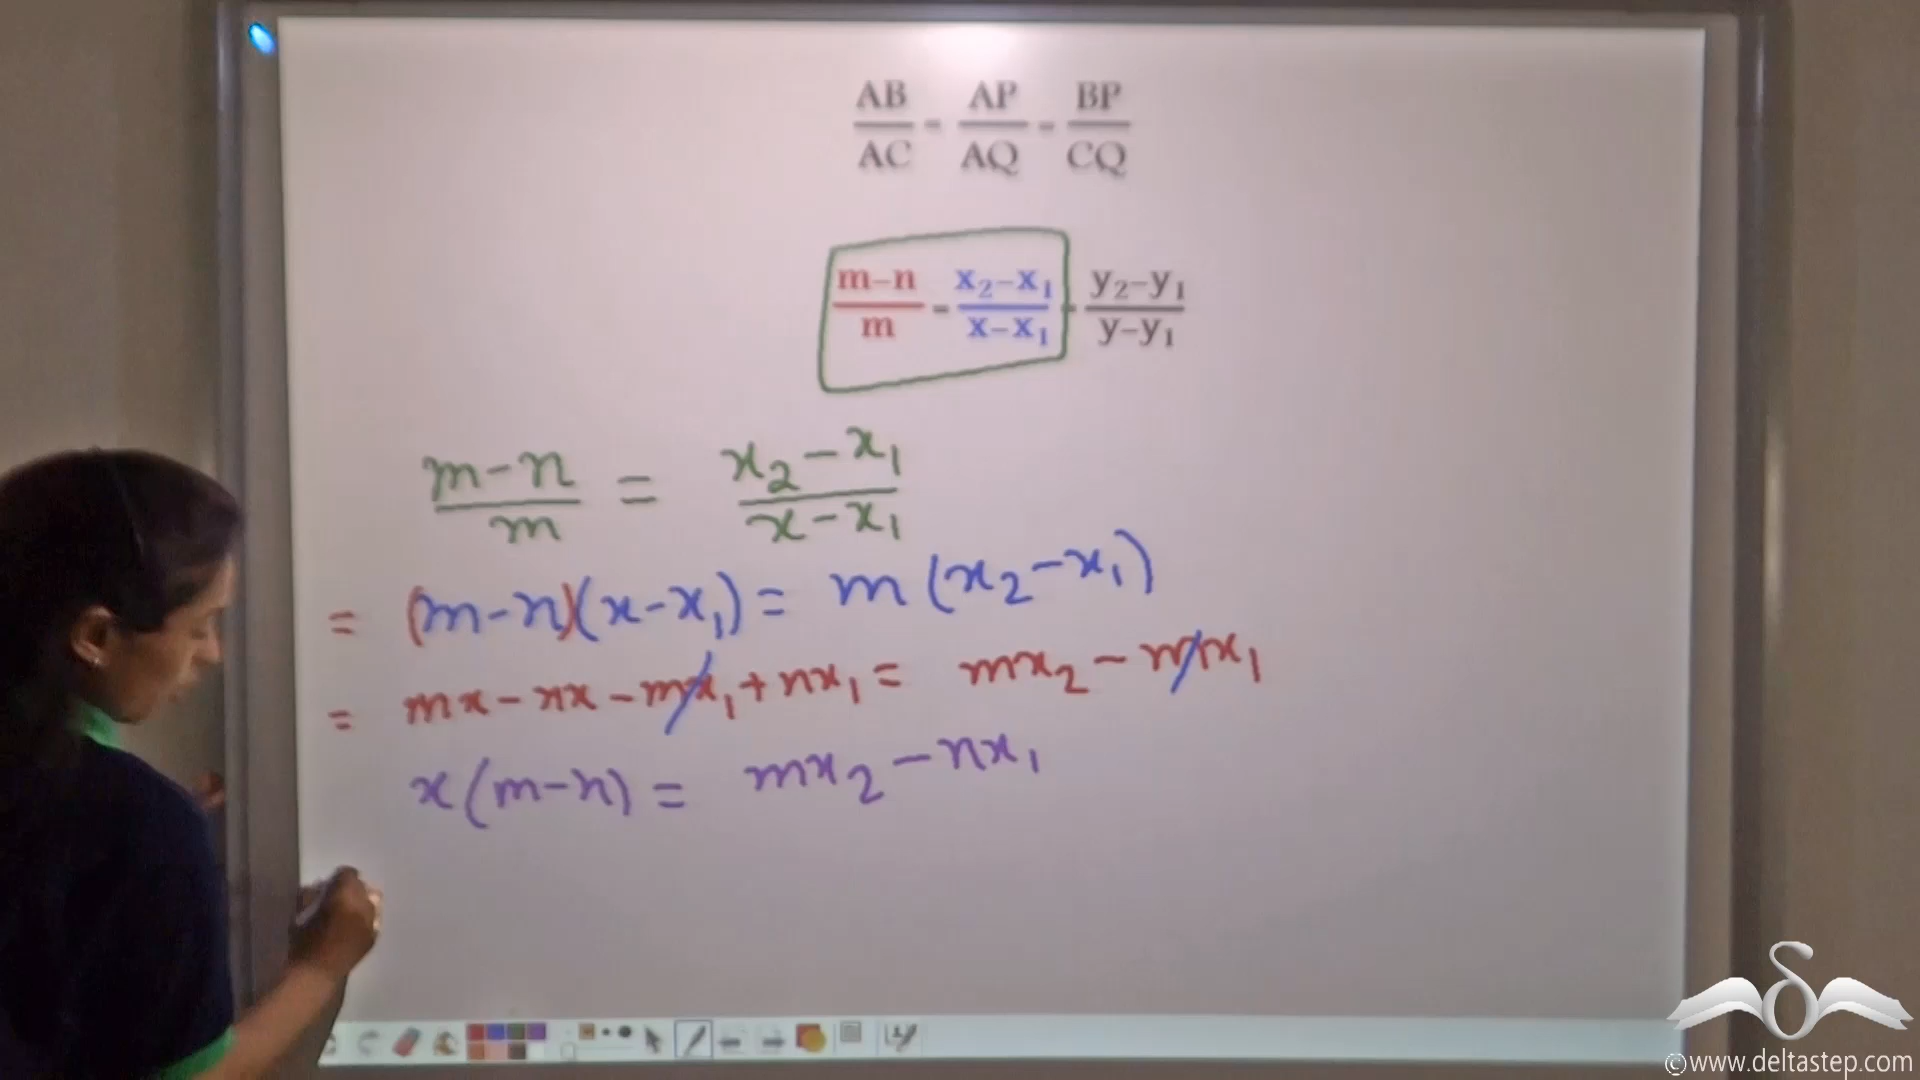 AB/AC = AP/AQ = BP/CQ
m–n/m = x₂–x₁/x–x₁ = y₂–y₁/y–y₁
m–n/m = x₂–x₁/x–x₁
= (m–n)(x–x₁) = m(x₂–x₁)
= mx–nx–mx₁+nx₁ = mx₂–mx₁
x(m–n) = mx₂–nx₁
©www.deltastep.com